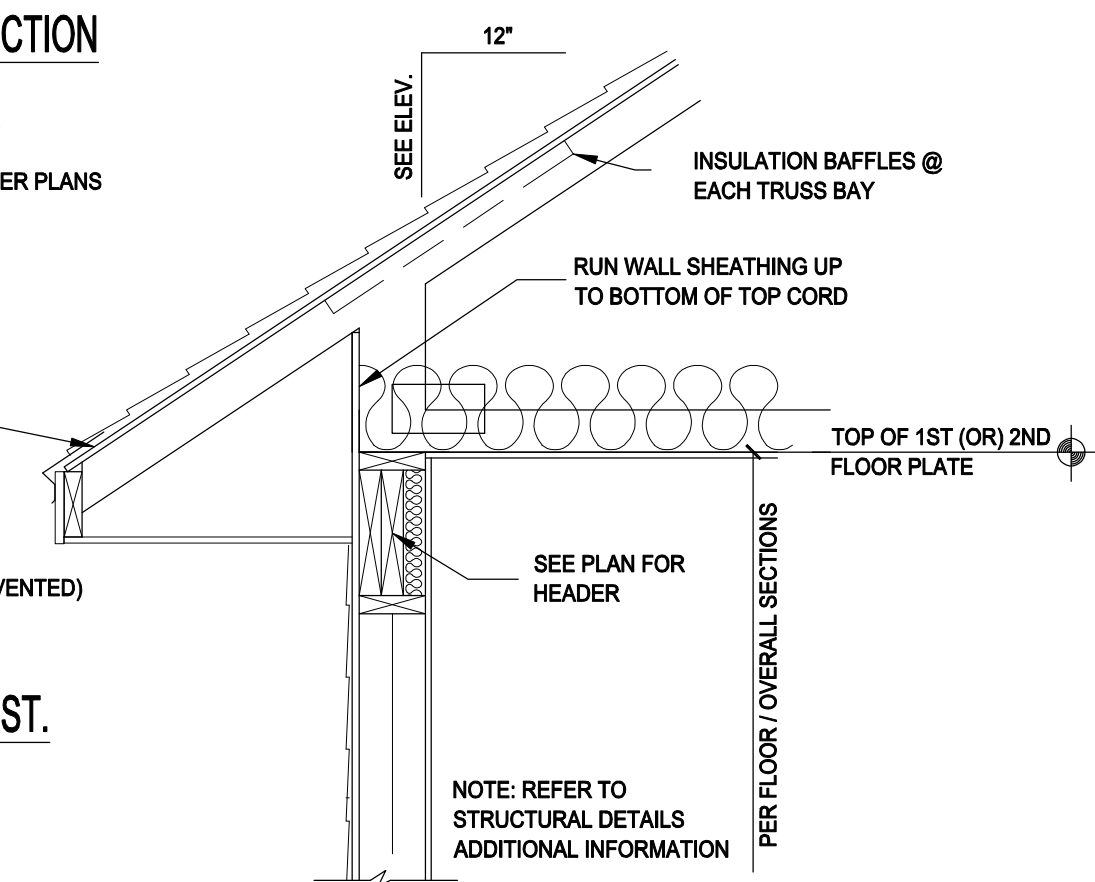 CTION
12"
SEE ELEV.
ER PLANS
INSULATION BAFFLES @
EACH TRUSS BAY
RUN WALL SHEATHING UP
TO BOTTOM OF TOP CORD
TOP OF 1ST (OR) 2ND
FLOOR PLATE
SEE PLAN FOR
HEADER
VENTED)
PER FLOOR / OVERALL SECTIONS
ST.
NOTE: REFER TO
STRUCTURAL DETAILS
ADDITIONAL INFORMATION